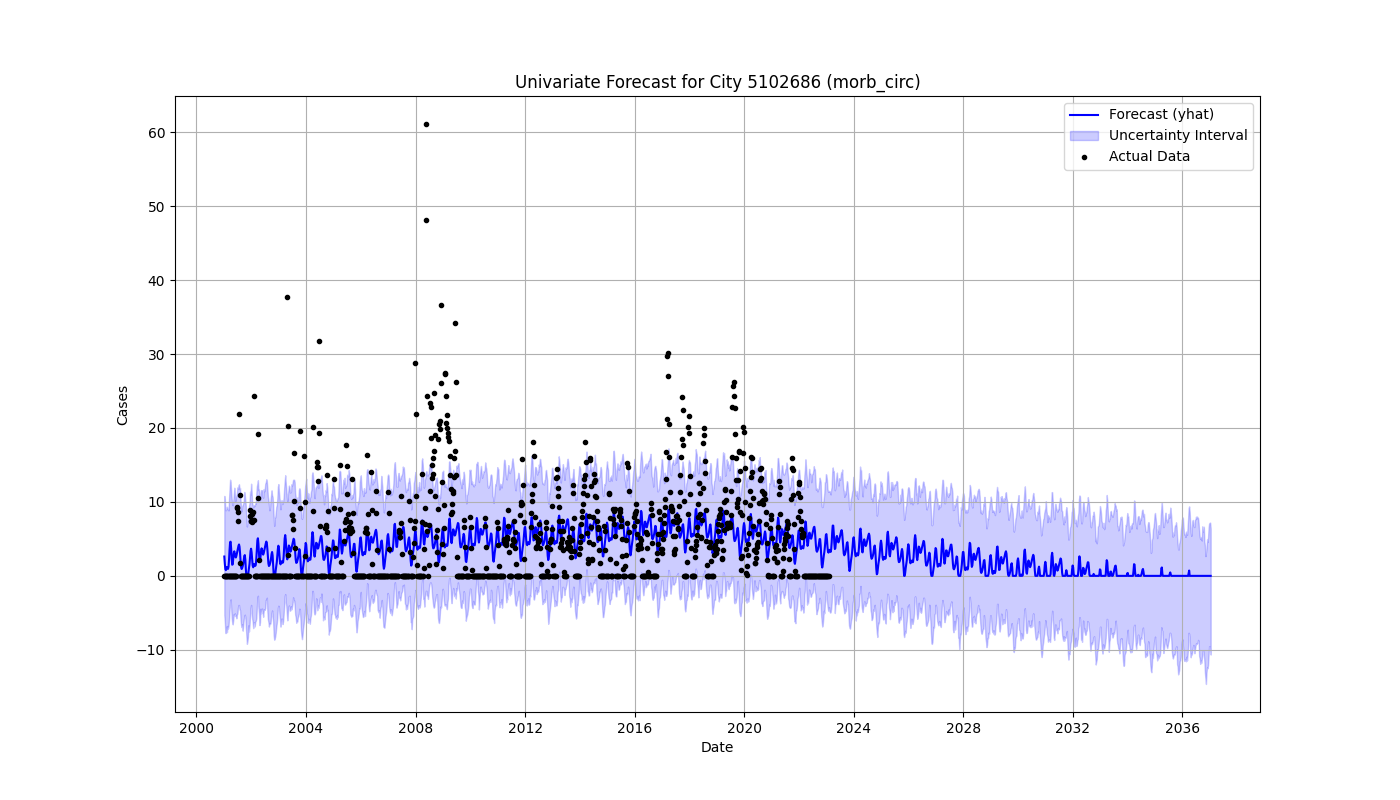 Univariate Forecast for City 5102686 (morb_circ)
Forecast (yhat)
Uncertainty Interval
Actual Data
Cases
60
50
40
30
20
10
0
−10
2000 2004 2008 2012 2016 2020 2024 2028 2032 2036
Date